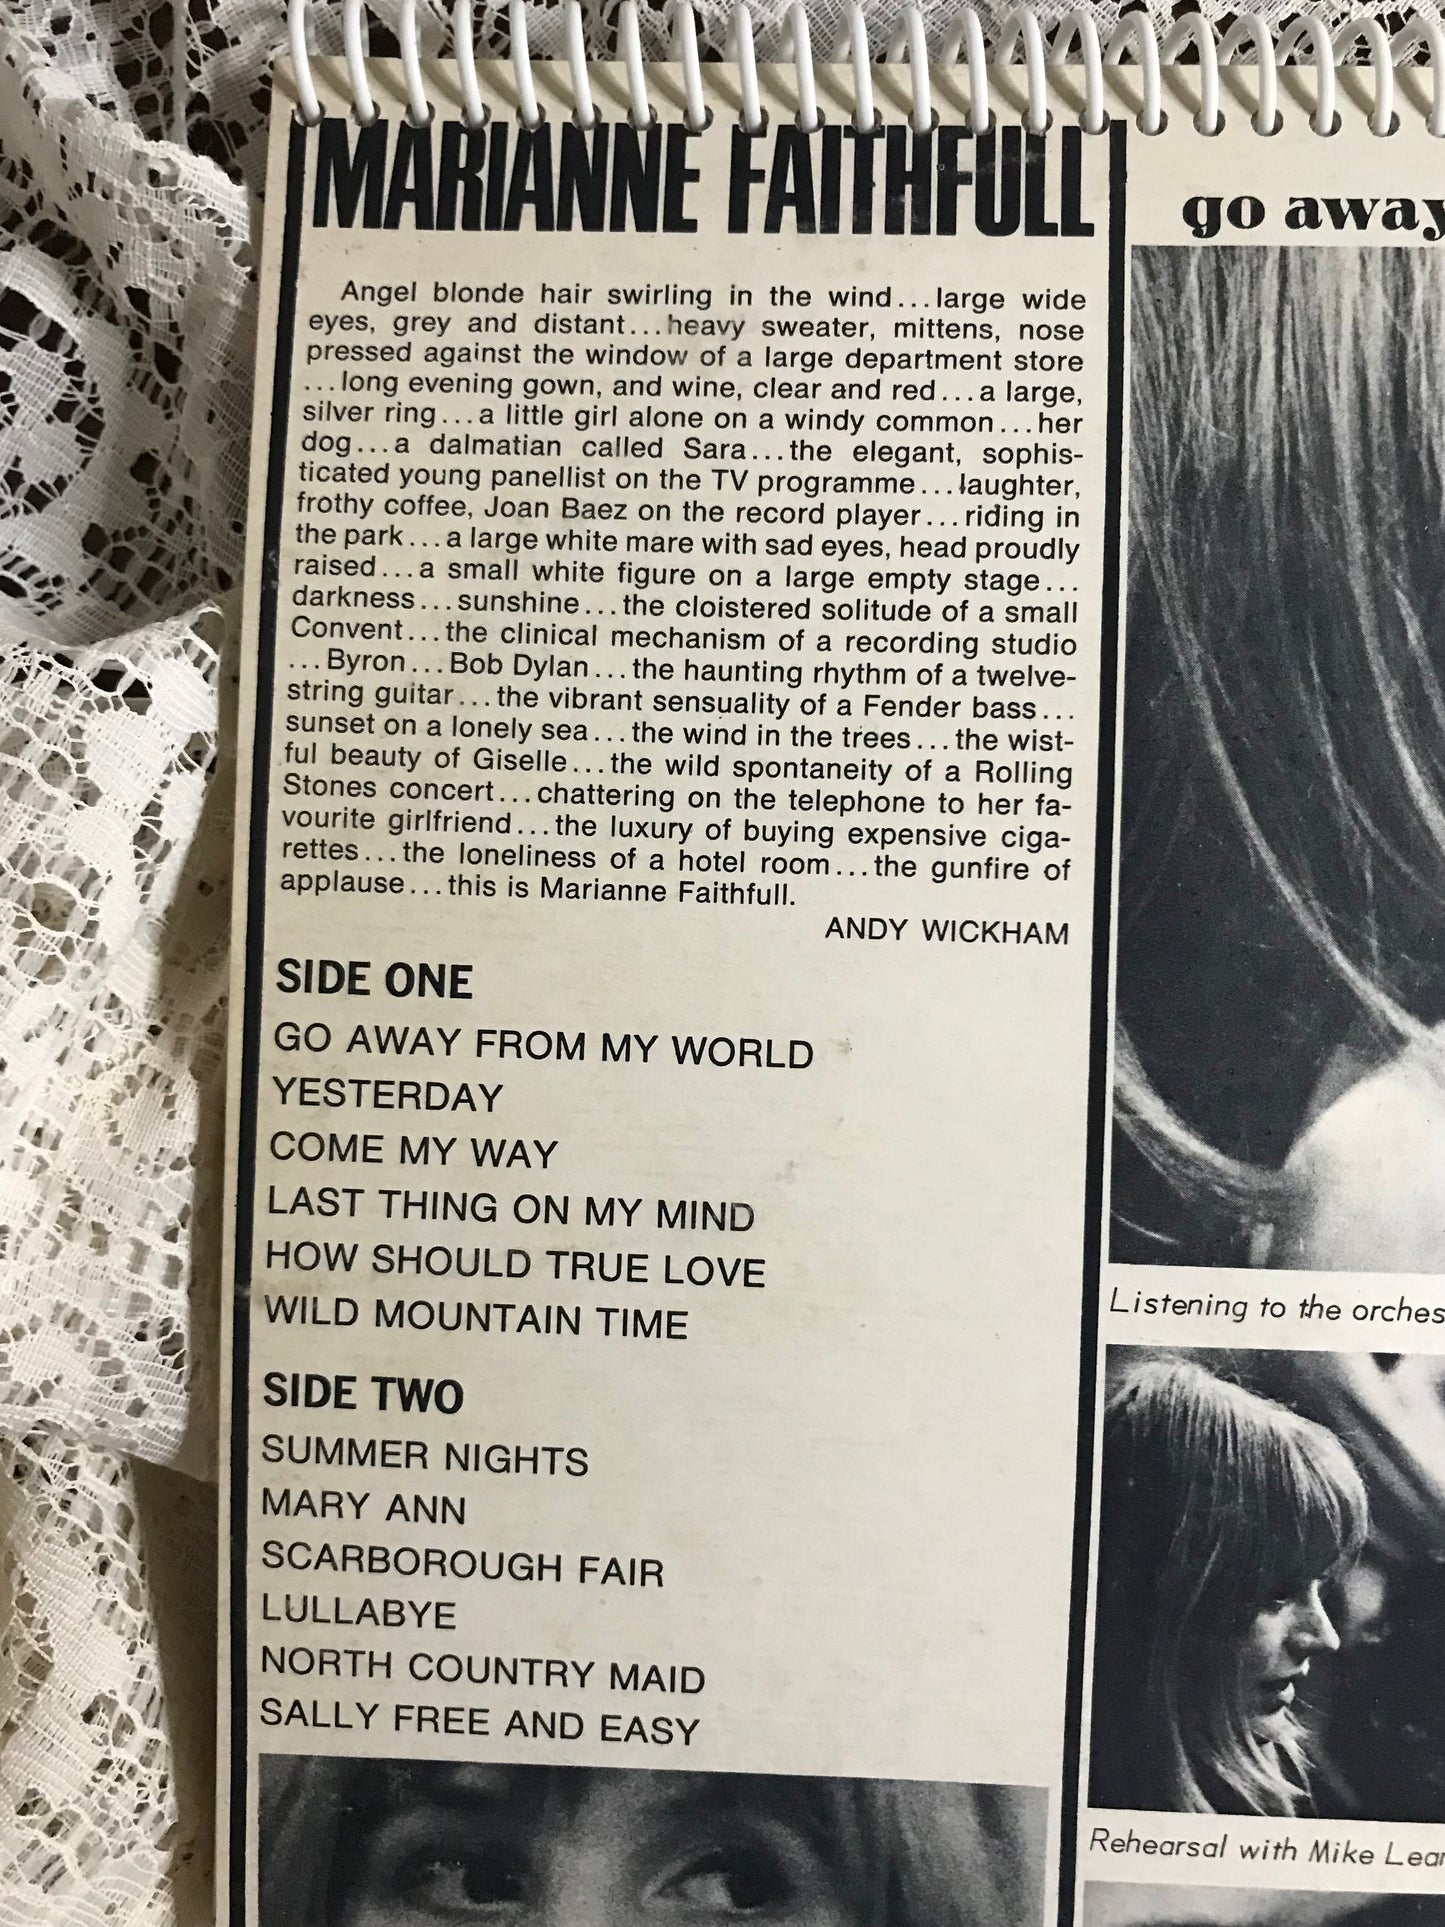 MARIANNE FAITHFULL
go away
Angel blonde hair swirling in the wind...large wide
eyes, grey and distant...heavy sweater, mittens, nose
pressed against the window of a large department store
...long evening gown, and wine, clear and red...a large,
silver ring...a little girl alone on a windy common...her
dog...a dalmatian called Sara...the elegant, sophis-
ticated young panellist on the TV programme...laughter,
frothy coffee, Joan Baez on the record player...riding in
the park...a large white mare with sad eyes, head proudly
raised...a small white figure on a large empty stage...
darkness...sunshine...the cloistered solitude of a small
Convent...the clinical mechanism of a recording studio
...Byron...Bob Dylan...the haunting rhythm of a twelve-
string guitar...the vibrant sensuality of a Fender bass...
sunset on a lonely sea...the wind in the trees...the wist-
ful beauty of Giselle...the wild spontaneity of a Rolling
Stones concert...chattering on the telephone to her fa-
vourite girlfriend...the luxury of buying expensive ciga-
rettes...the loneliness of a hotel room...the gunfire of
applause...this is Marianne Faithfull.
ANDY WICKHAM
SIDE ONE
GO AWAY FROM MY WORLD
YESTERDAY
COME MY WAY
LAST THING ON MY MIND
HOW SHOULD TRUE LOVE
WILD MOUNTAIN TIME
SIDE TWO
SUMMER NIGHTS
MARY ANN
SCARBOROUGH FAIR
LULLABYE
NORTH COUNTRY MAID
SALLY FREE AND EASY
Listening to the orches
Rehearsal with Mike Lea